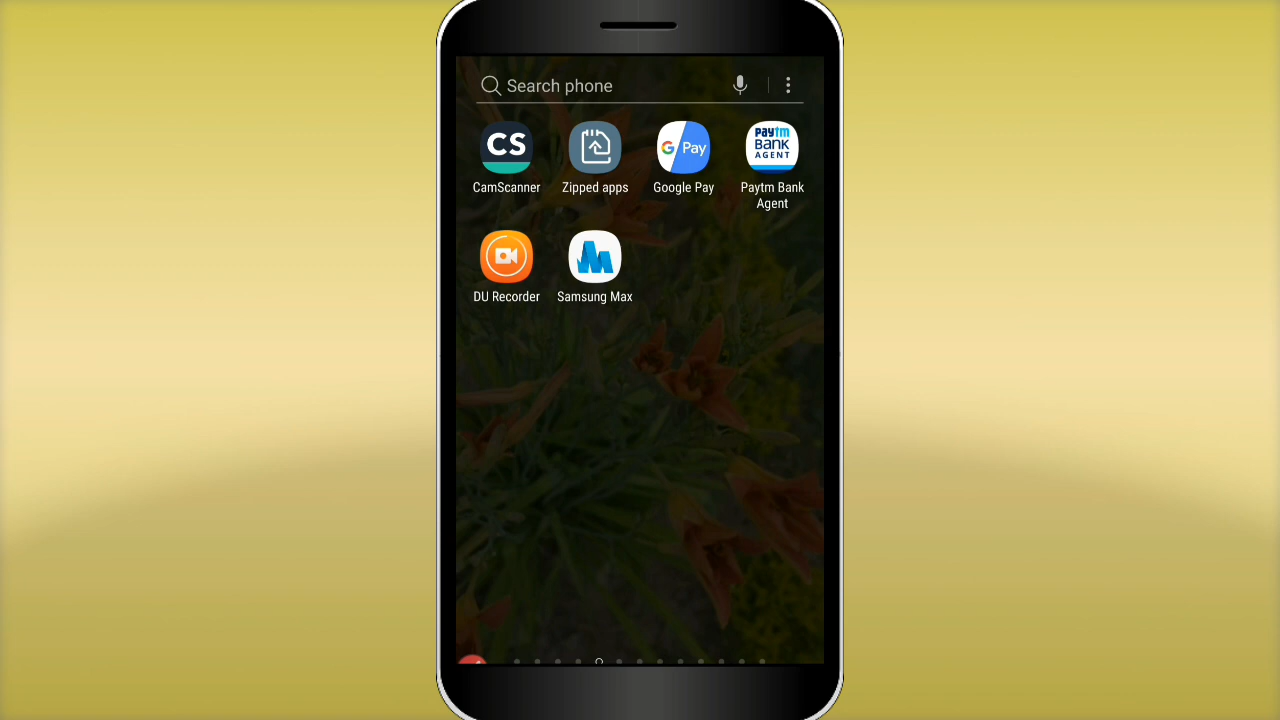 Search phone
CS
G Pay
Paytm
BANK
AGENT
CamScanner
Zipped apps
Google Pay
Paytm Bank
Agent
DU Recorder
Samsung Max